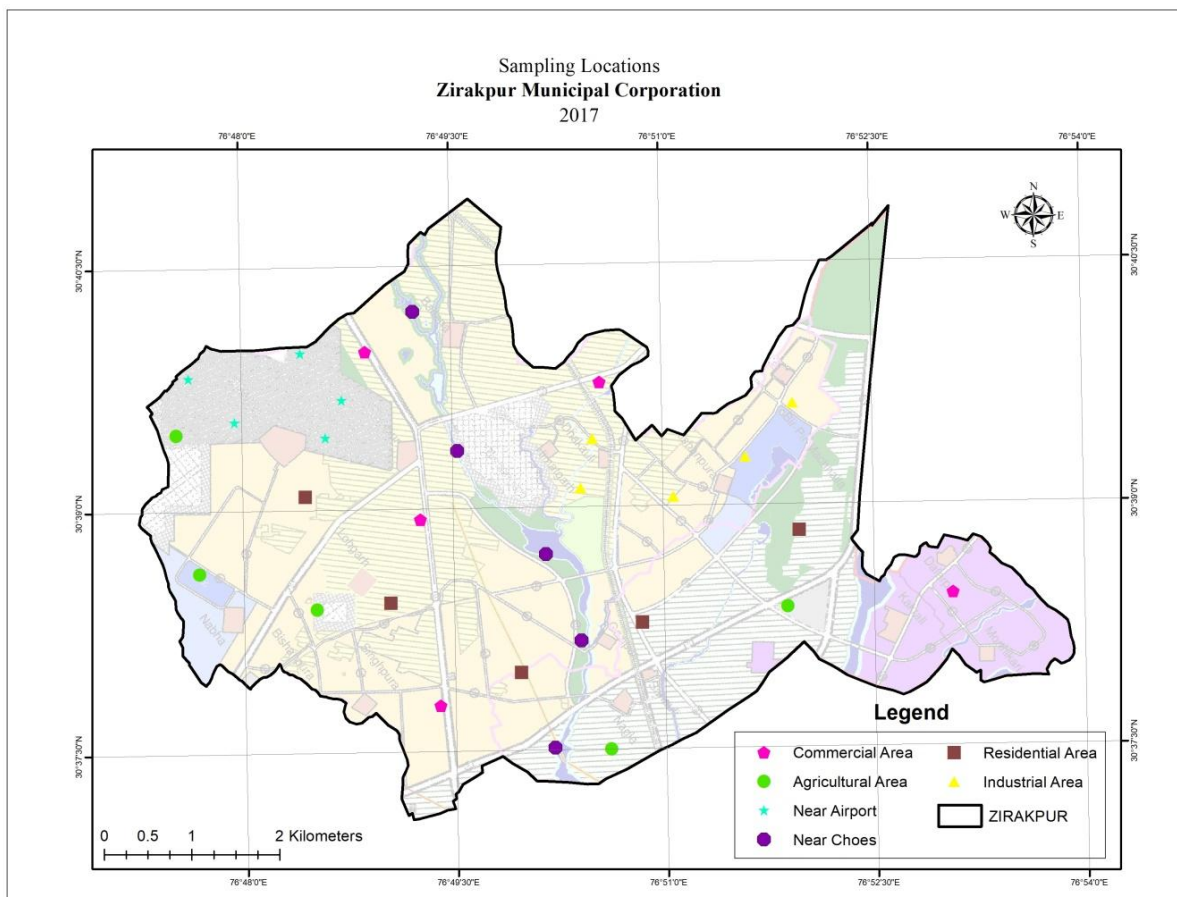 Sampling Locations
Zirakpur Municipal Corporation
2017
76°48'0"E
76°49'30"E
76°51'0"E
76°52'30"E
76°54'0"E
N
W E
S
30°40'30"N
30°40'30"N
30°39'0"N
30°39'0"N
Lohgarh
Nabha
Singhpura
30°37'30"N
30°37'30"N
Legend
Commercial Area
Residential Area
Agricultural Area
Industrial Area
Near Airport
ZIRAKPUR
Near Choes
0 0.5 1 2 Kilometers
76°48'0"E
76°49'30"E
76°51'0"E
76°52'30"E
76°54'0"E